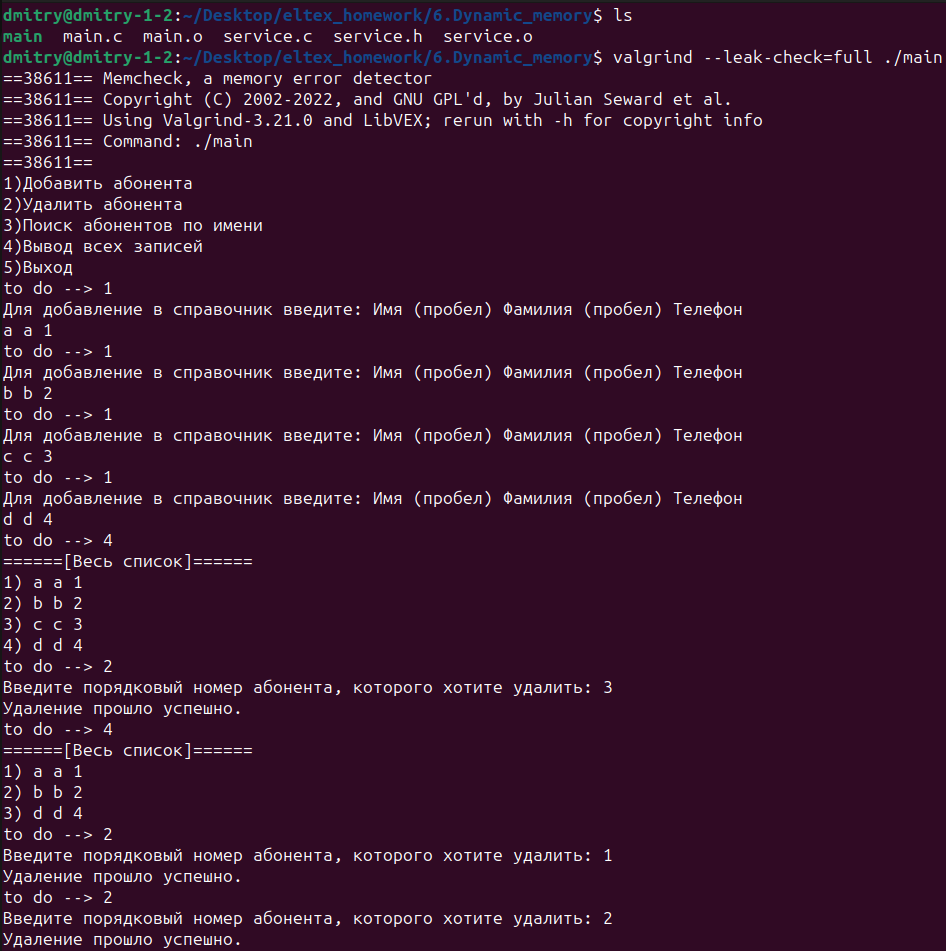 dmitry@dmitry-1-2:~/Desktop/eltex_homework/6.Dynamic_memory$ ls
main  main.c  main.o  service.c  service.h  service.o
dmitry@dmitry-1-2:~/Desktop/eltex_homework/6.Dynamic_memory$ valgrind --leak-check=full ./main
==38611== Memcheck, a memory error detector
==38611== Copyright (C) 2002-2022, and GNU GPL'd, by Julian Seward et al.
==38611== Using Valgrind-3.21.0 and LibVEX; rerun with -h for copyright info
==38611== Command: ./main
==38611==
1)Добавить абонента
2)Удалить абонента
3)Поиск абонентов по имени
4)Вывод всех записей
5)Выход
to do --> 1
Для добавление в справочник введите: Имя (пробел) Фамилия (пробел) Телефон
a a 1
to do --> 1
Для добавление в справочник введите: Имя (пробел) Фамилия (пробел) Телефон
b b 2
to do --> 1
Для добавление в справочник введите: Имя (пробел) Фамилия (пробел) Телефон
c c 3
to do --> 1
Для добавление в справочник введите: Имя (пробел) Фамилия (пробел) Телефон
d d 4
to do --> 4
======[Весь список]======
1) a a 1
2) b b 2
3) c c 3
4) d d 4
to do --> 2
Введите порядковый номер абонента, которого хотите удалить: 3
Удаление прошло успешно.
to do --> 4
======[Весь список]======
1) a a 1
2) b b 2
3) d d 4
to do --> 2
Введите порядковый номер абонента, которого хотите удалить: 1
Удаление прошло успешно.
to do --> 2
Введите порядковый номер абонента, которого хотите удалить: 2
Удаление прошло успешно.